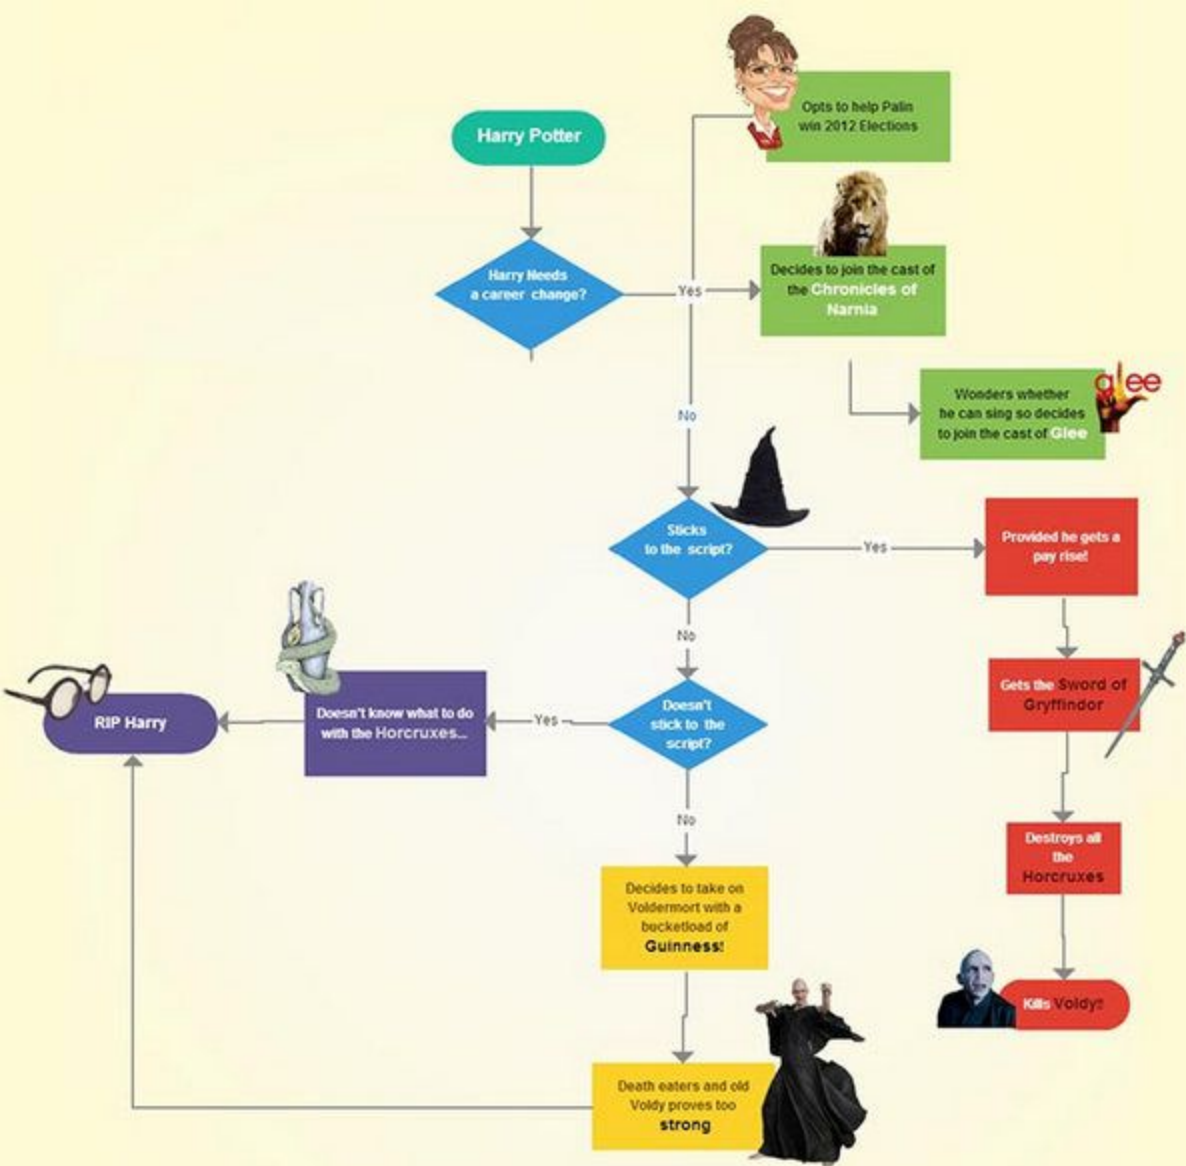 Opts to help Palin
win 2012 Elections
Harry Potter
Harry Needs
a career change?
Yes
Decides to join the cast of
the Chronicles of
Narnia
No
Wonders whether
he can sing so decides
to join the cast of Glee
glee
Sticks
to the script?
Yes
Provided he gets a
pay rise!
No
Gets the Sword of
Gryffindor
Doesn't
stick to the
script?
Yes
Doesn't know what to do
with the Horcruxes...
RIP Harry
No
Destroys all
the
Horcruxes
Decides to take on
Voldermort with a
bucketload of
Guinness!
Kills Voldy!!
Death eaters and old
Voldy proves too
strong